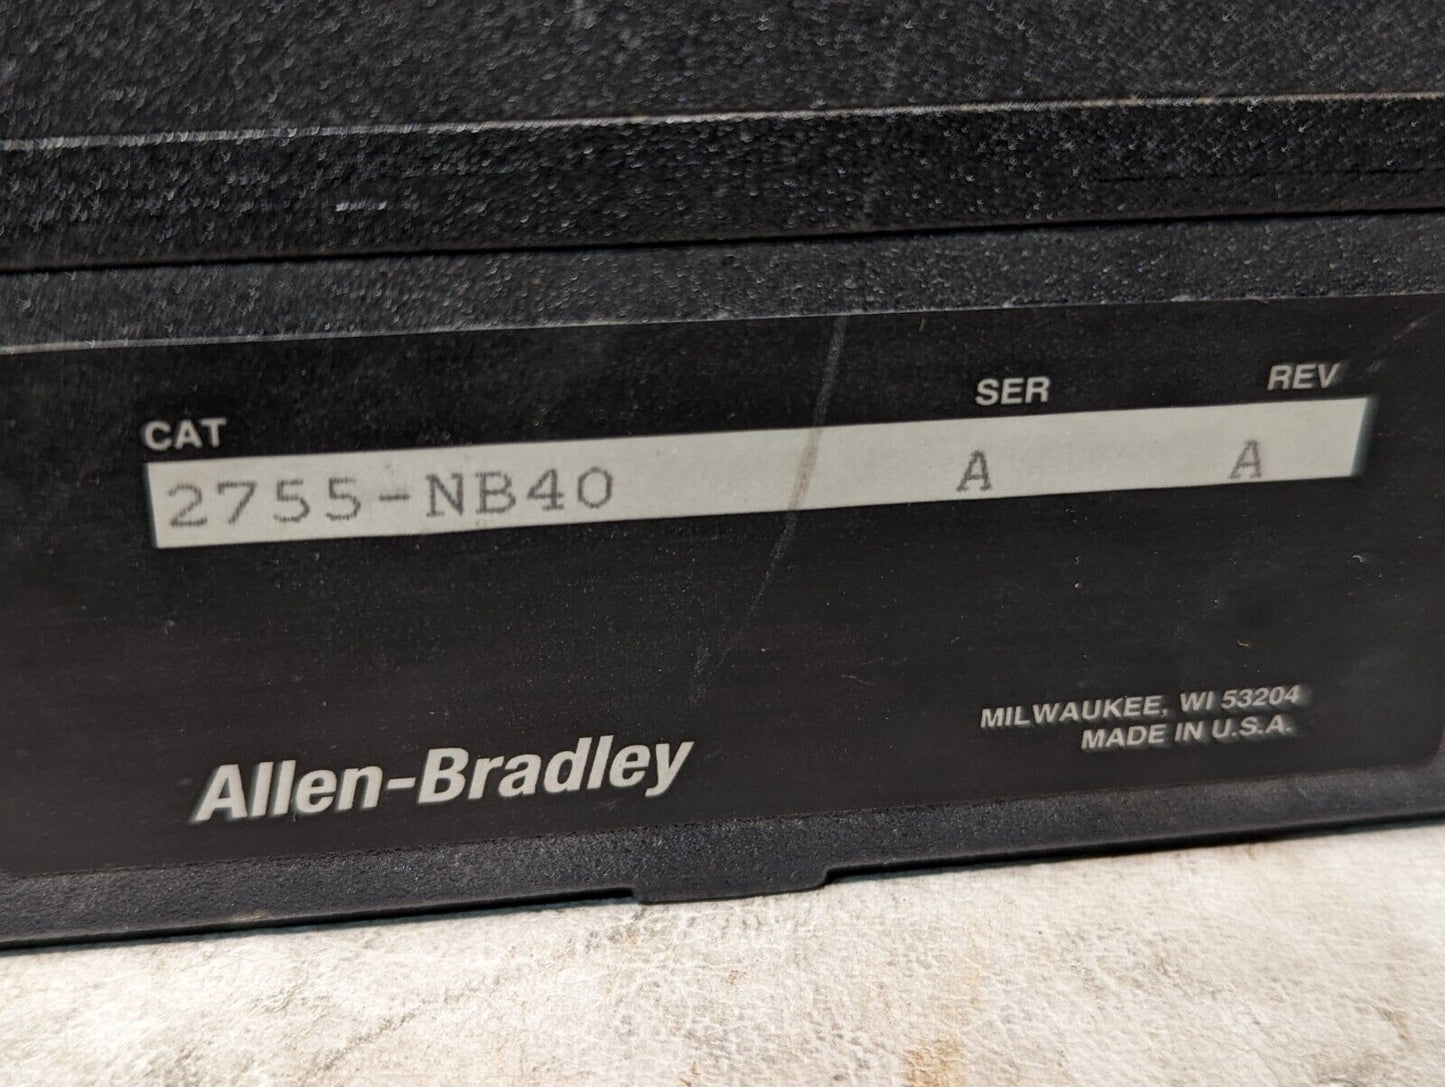 CAT SER REV
2755-NB40 A A
MILWAUKEE, WI 53204
MADE IN U.S.A.
Allen-Bradley